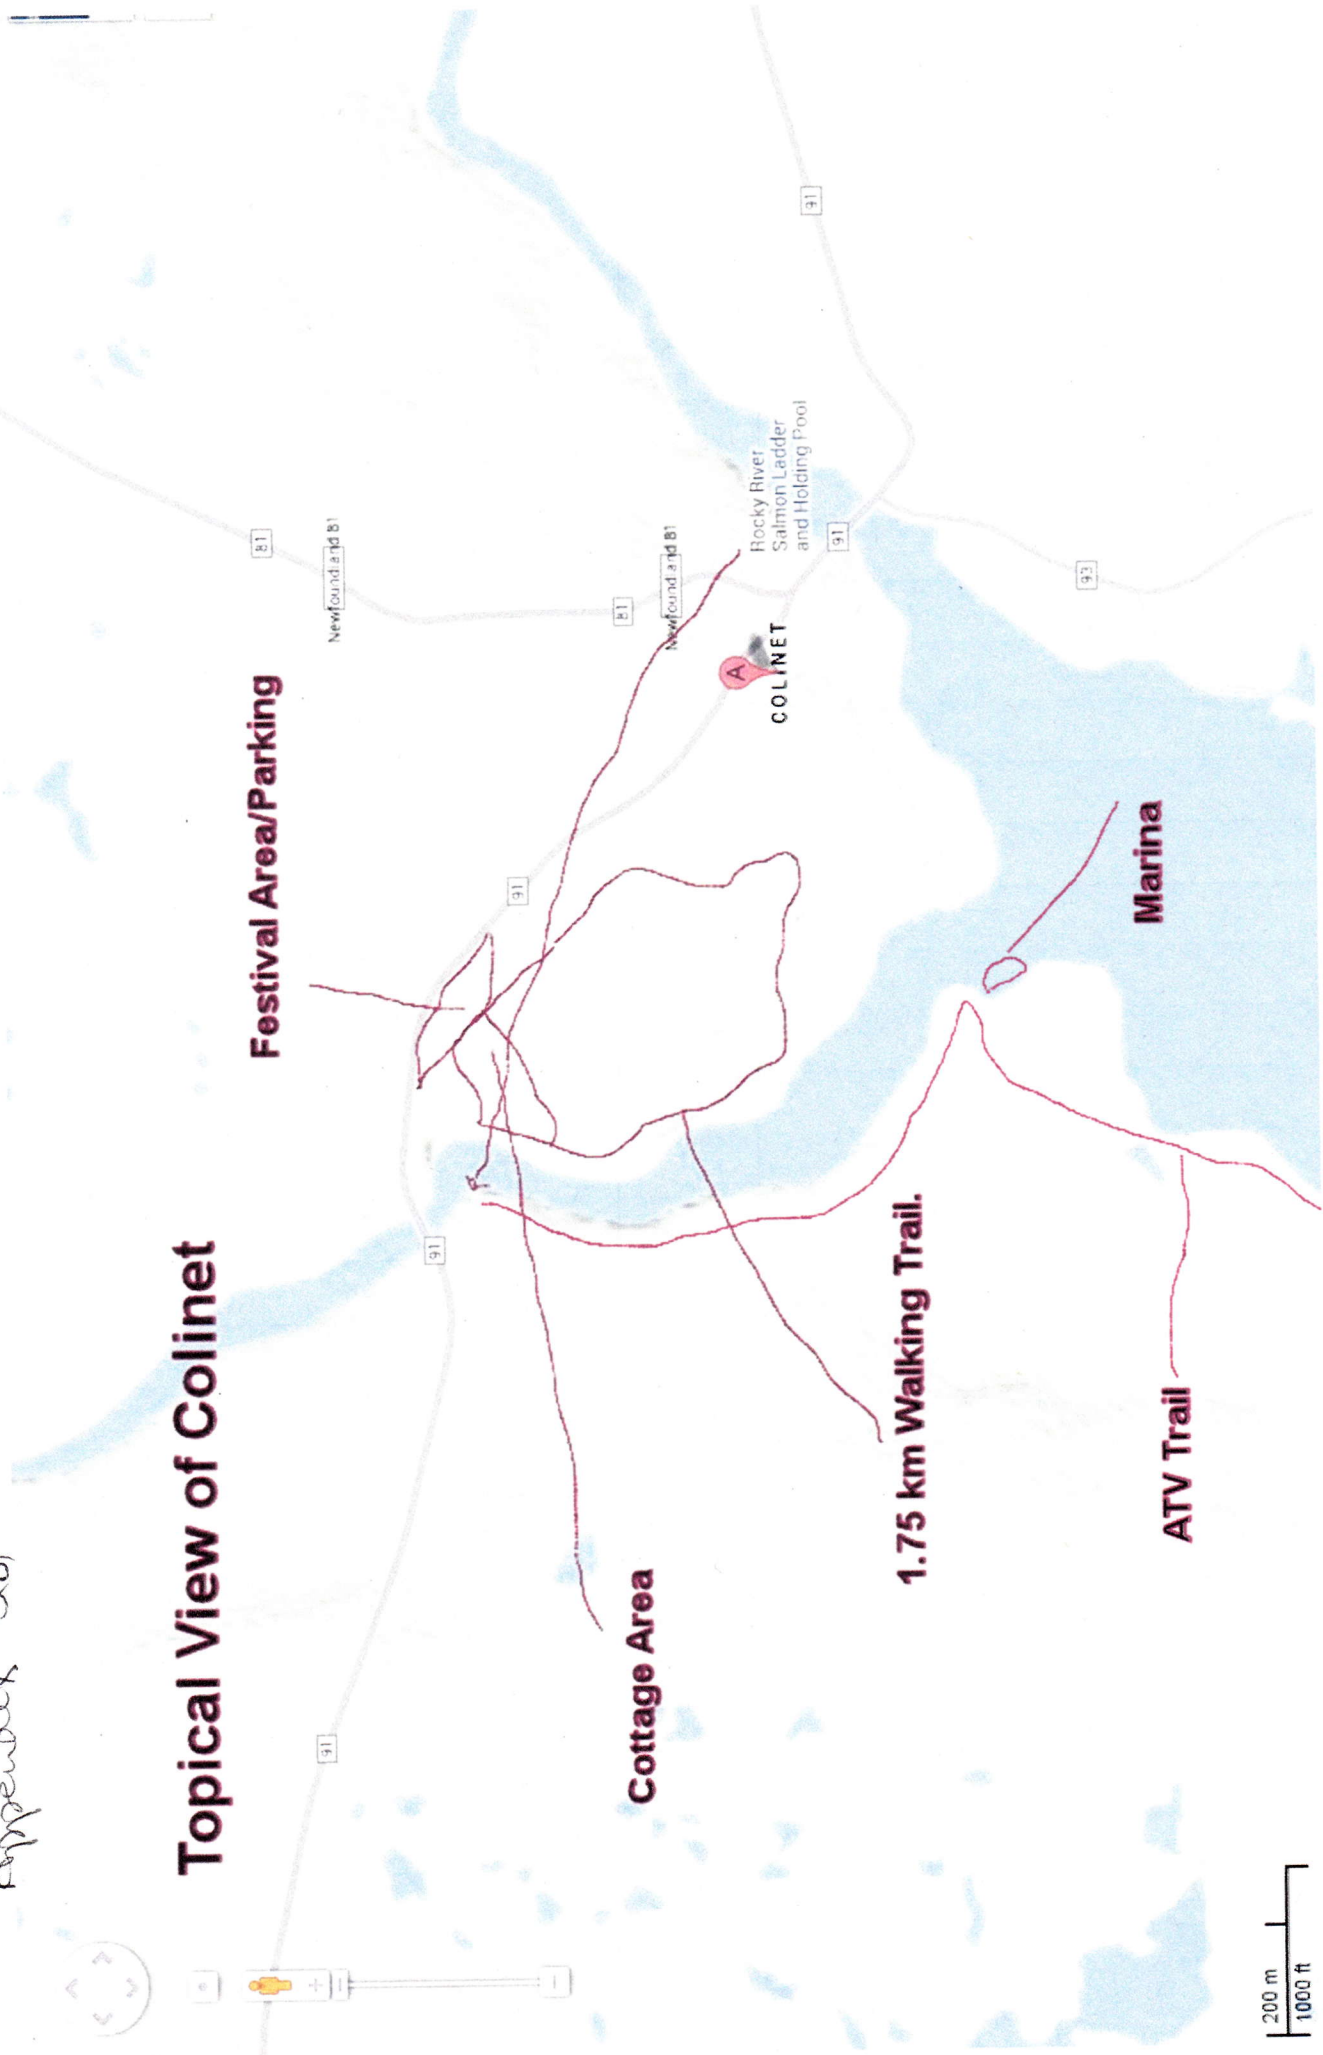 Appendix
Topical View of Colinet
Festival Area/Parking
81
Newfoundland 81
91
91
81
Newfoundland 81
91
A
COLINET
Rocky River
Salmon Ladder
and Holding Pool
91
91
Cottage Area
1.75 km Walking Trail.
93
Marina
ATV Trail
200 m
1000 ft